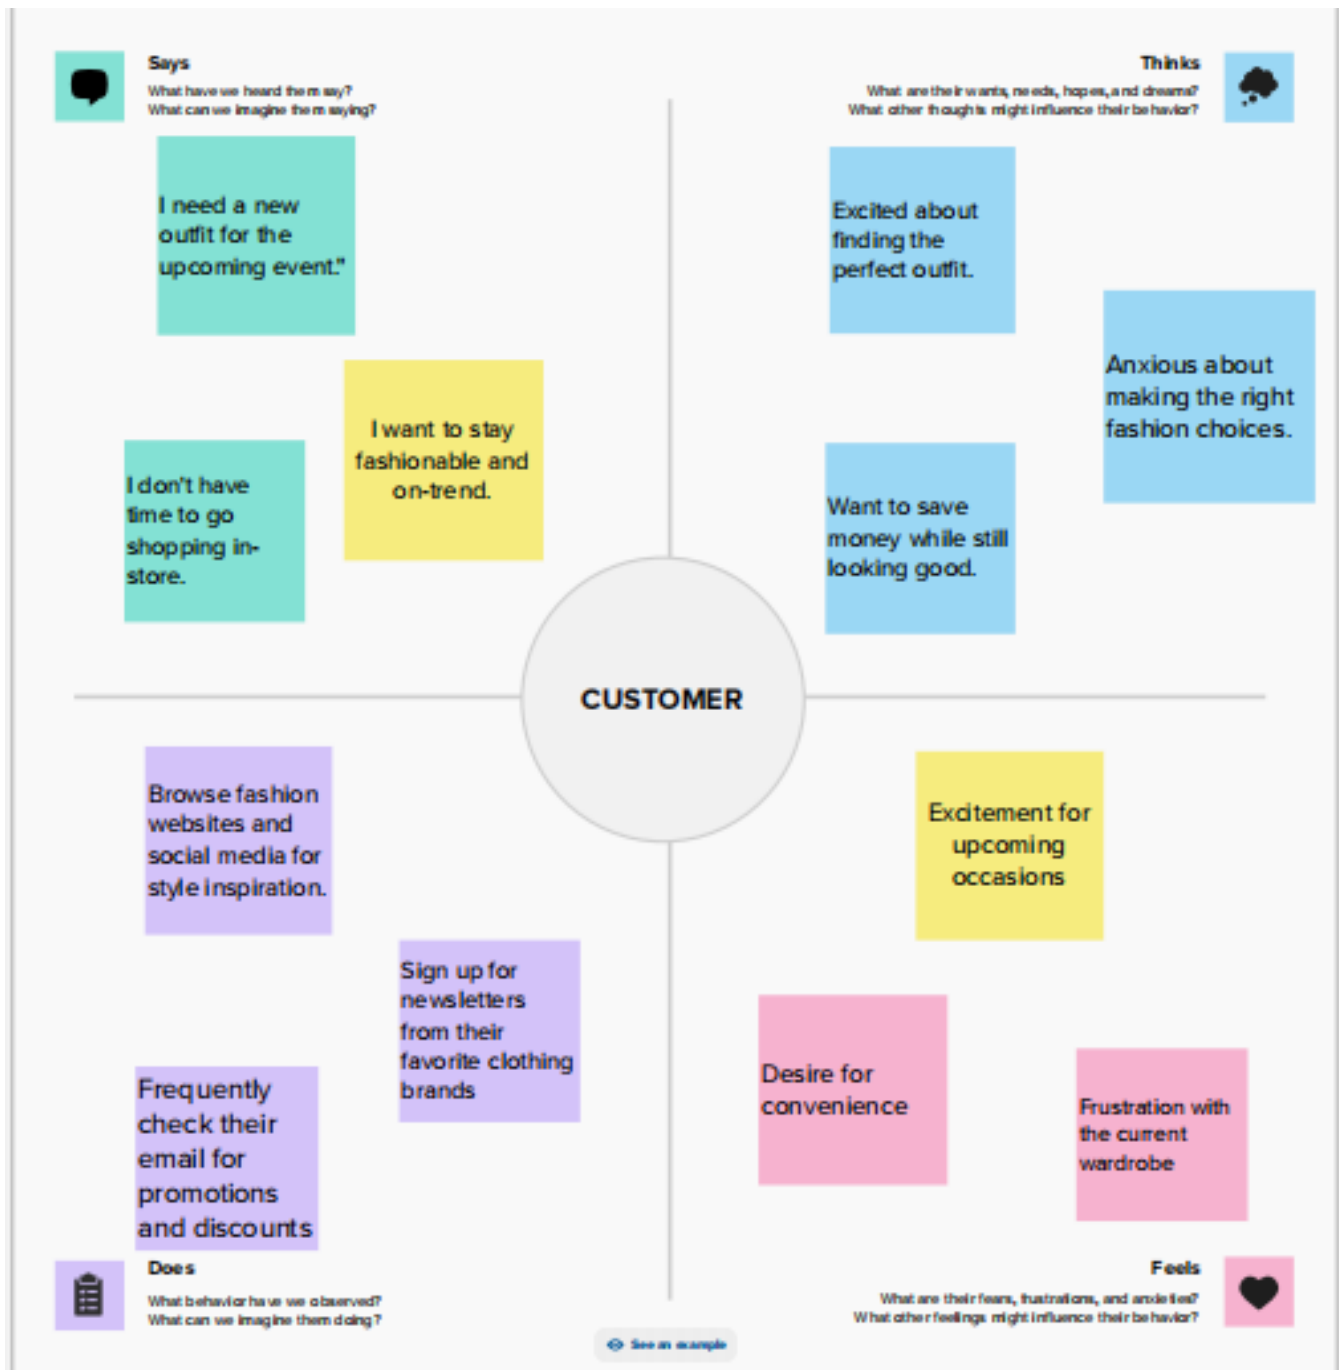 Says
What have we heard them say?
What can we imagine them saying?
I need a new
outfit for the
upcoming event."
I want to stay
fashionable and
on-trend.
I don't have
time to go
shopping in-
store.
Thinks
What are their wants, needs, hopes, and dreams?
What other thoughts might influence their behavior?
Excited about
finding the
perfect outfit.
Anxious about
making the right
fashion choices.
Want to save
money while still
looking good.
CUSTOMER
Browse fashion
websites and
social media for
style inspiration.
Sign up for
newsletters
from their
favorite clothing
brands
Frequently
check their
email for
promotions
and discounts
Does
What behavior have we observed?
What can we imagine them doing?
Excitement for
upcoming
occasions
Desire for
convenience
Frustration with
the current
wardrobe
Feels
What are their fears, frustrations, and anxieties?
What other feelings might influence their behavior?
See an example